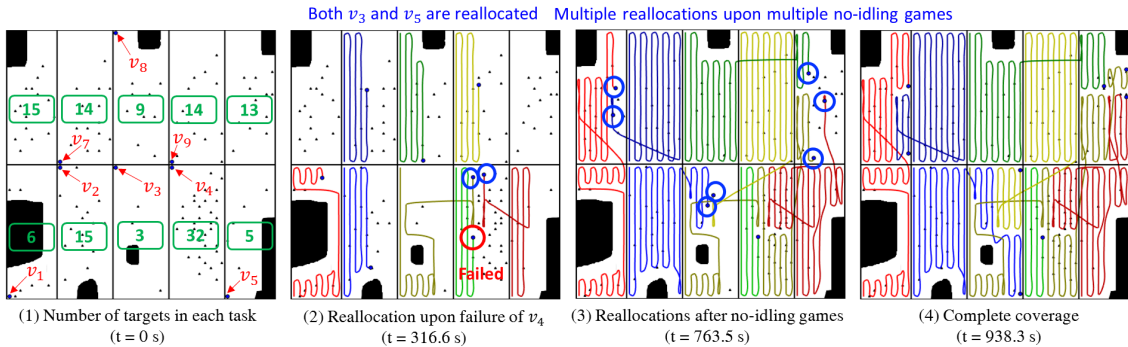 Both v₃ and v₅ are reallocated
Multiple reallocations upon multiple no-idling games
v₈
15 14 9 14 13
v₇ v₉
v₂ v₃ v₄
6 15 3 32 5
v₁ v₅
Failed
(1) Number of targets in each task
(t = 0 s)
(2) Reallocation upon failure of v₄
(t = 316.6 s)
(3) Reallocations after no-idling games
(t = 763.5 s)
(4) Complete coverage
(t = 938.3 s)